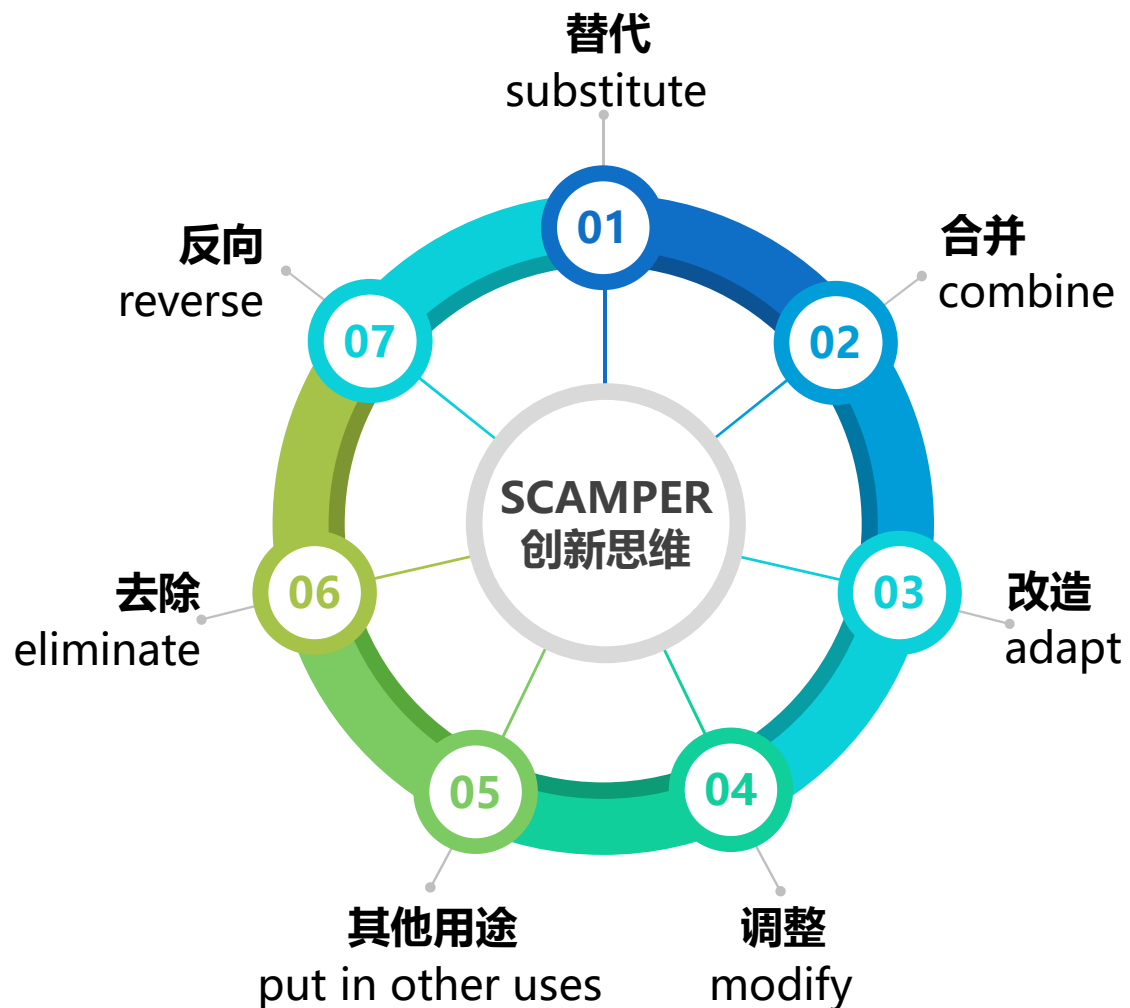 替代
substitute
01
合并
combine
02
改造
adapt
03
调整
modify
04
其他用途
put in other uses
05
去除
eliminate
06
反向
reverse
07
SCAMPER
创新思维